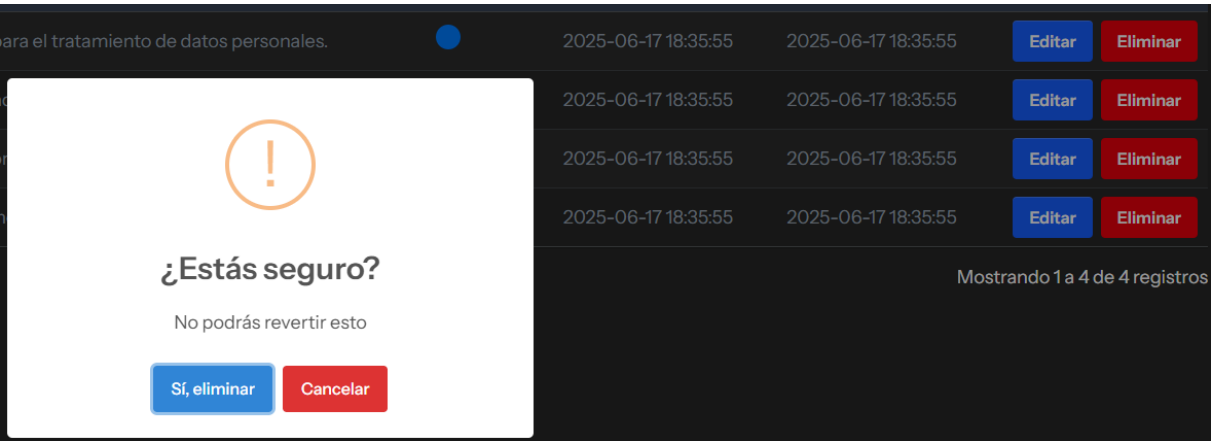 para el tratamiento de datos personales. 2025-06-17 18:35:55 2025-06-17 18:35:55 Editar Eliminar
2025-06-17 18:35:55 2025-06-17 18:35:55 Editar Eliminar
2025-06-17 18:35:55 2025-06-17 18:35:55 Editar Eliminar
2025-06-17 18:35:55 2025-06-17 18:35:55 Editar Eliminar
Mostrando 1 a 4 de 4 registros
¿Estás seguro?
No podrás revertir esto
Sí, eliminar Cancelar